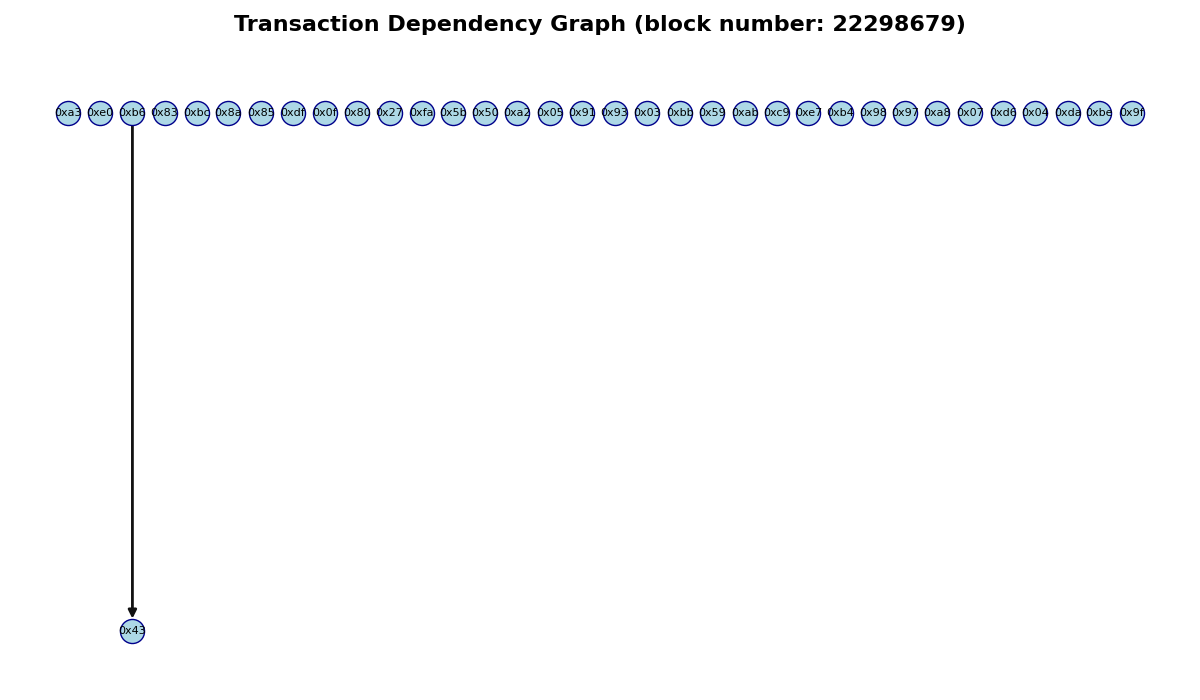 Transaction Dependency Graph (block number: 22298679)
0xa3 0xe0 0xb6 0x83 0xbc 0x8a 0x85 0xdf 0x0f 0x80 0x27 0xfa 0x5b 0x50 0xa2 0x05 0x91 0x93 0x03 0xbb 0x59 0xab 0xc9 0xe7 0xb4 0x98 0x97 0xa8 0x07 0xd6 0x04 0xda 0xbe 0x9f
0x43